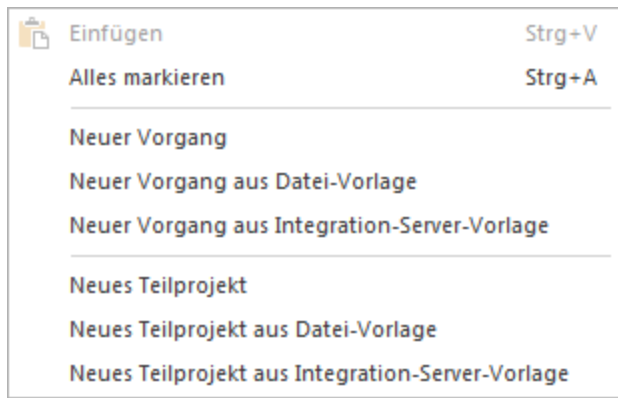 Einfügen Strg+V
Alles markieren Strg+A
Neuer Vorgang
Neuer Vorgang aus Datei-Vorlage
Neuer Vorgang aus Integration-Server-Vorlage
Neues Teilprojekt
Neues Teilprojekt aus Datei-Vorlage
Neues Teilprojekt aus Integration-Server-Vorlage